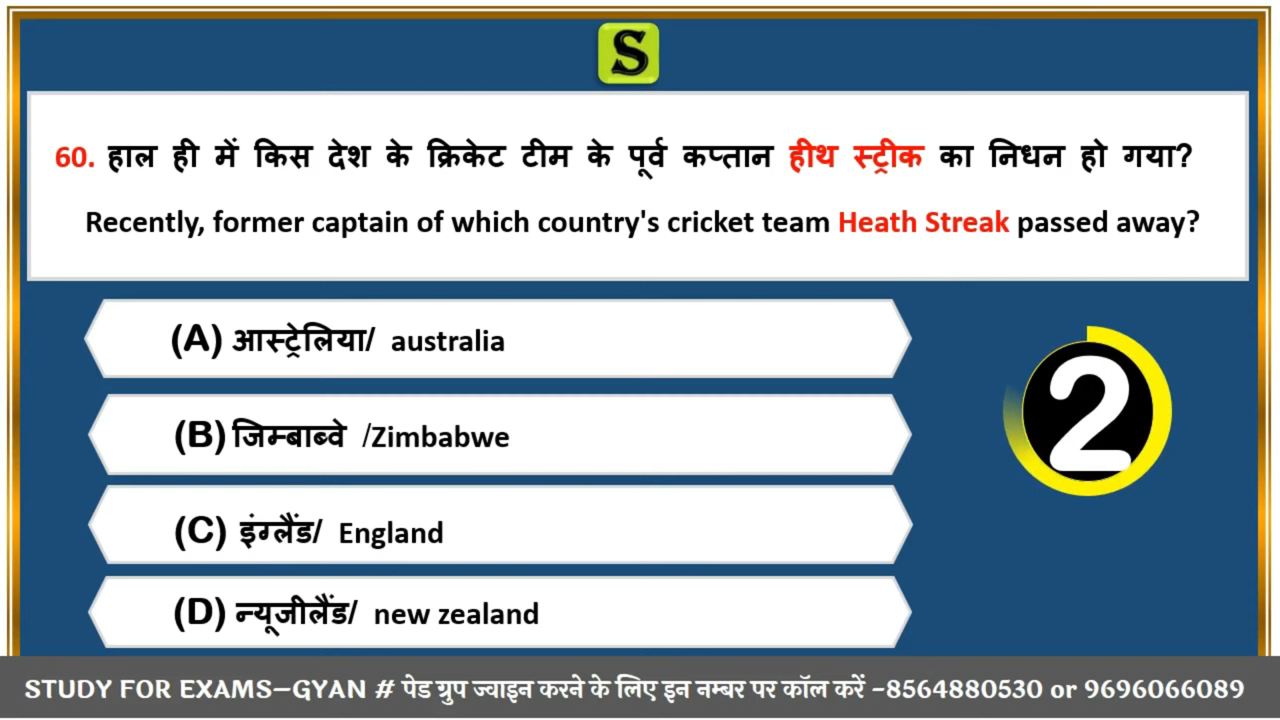 S
60. हाल ही में किस देश के क्रिकेट टीम के पूर्व कप्तान हीथ स्ट्रीक का निधन हो गया?
Recently, former captain of which country's cricket team Heath Streak passed away?
(A) आस्ट्रेलिया/ australia
(B) जिम्बाब्वे /Zimbabwe
2
(C) इंग्लैंड/ England
(D) न्यूजीलैंड/ new zealand
STUDY FOR EXAMS–GYAN # पेड ग्रुप ज्वाइन करने के लिए इन नम्बर पर कॉल करें –8564880530 or 9696066089